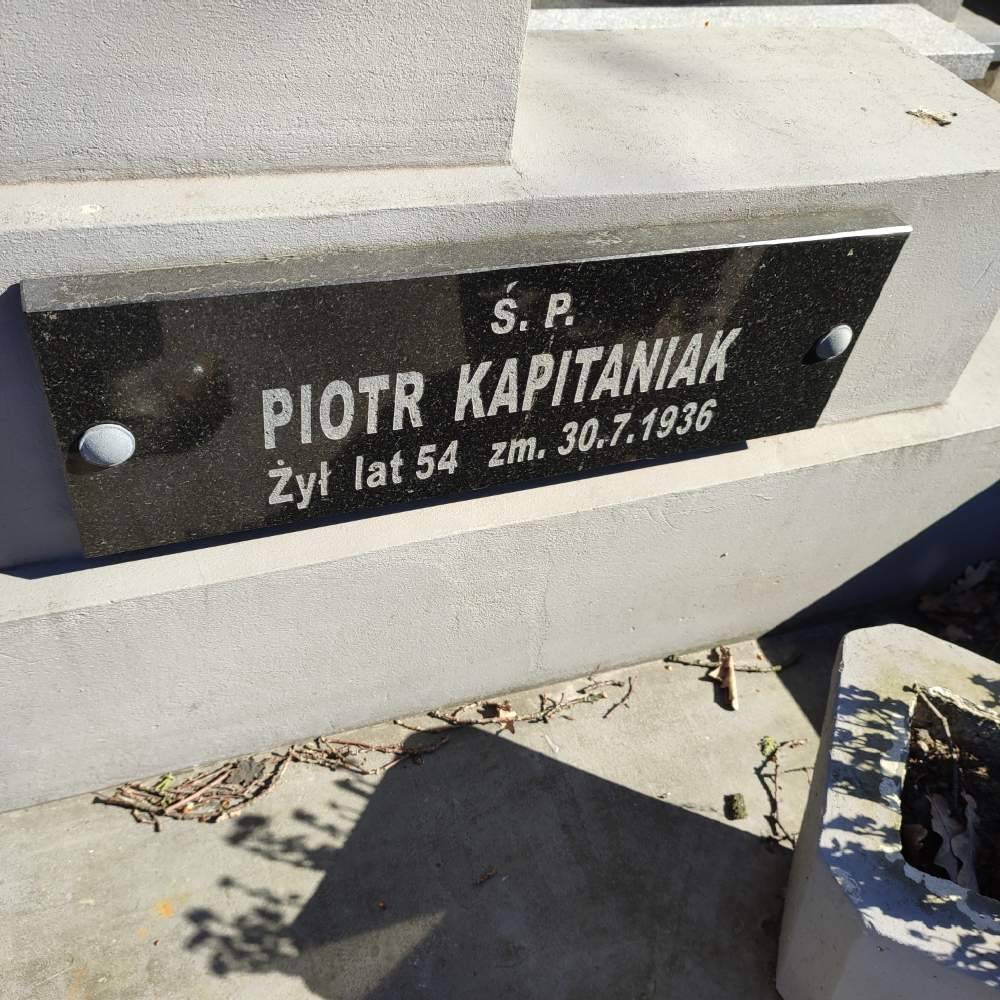 Ś. P.
PIOTR KAPITANIAK
Żył lat 54 zm. 30.7.1936